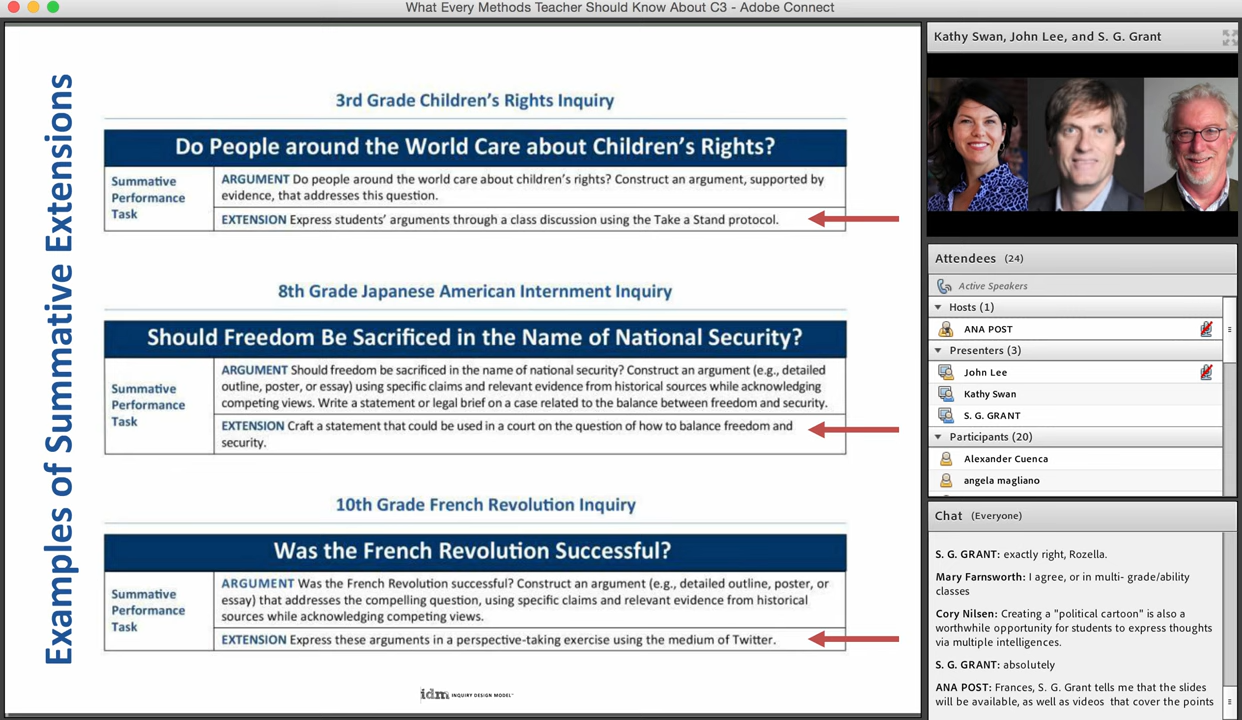 What Every Methods Teacher Should Know About C3 - Adobe Connect
Examples of Summative Extensions
3rd Grade Children's Rights Inquiry
Do People around the World Care about Children's Rights?
Summative
Performance
Task
ARGUMENT Do people around the world care about children's rights? Construct an argument, supported by
evidence, that addresses this question.
EXTENSION Express students' arguments through a class discussion using the Take a Stand protocol.
8th Grade Japanese American Internment Inquiry
Should Freedom Be Sacrificed in the Name of National Security?
Summative
Performance
Task
ARGUMENT Should freedom be sacrificed in the name of national security? Construct an argument (e.g., detailed
outline, poster, or essay) using specific claims and relevant evidence from historical sources while acknowledging
competing views. Write a statement or legal brief on a case related to the balance between freedom and security.
EXTENSION Craft a statement that could be used in a court on the question of how to balance freedom and
security.
10th Grade French Revolution Inquiry
Was the French Revolution Successful?
Summative
Performance
Task
ARGUMENT Was the French Revolution successful? Construct an argument (e.g., detailed outline, poster, or
essay) that addresses the compelling question, using specific claims and relevant evidence from historical
sources while acknowledging competing views.
EXTENSION Express these arguments in a perspective-taking exercise using the medium of Twitter.
idm INQUIRY DESIGN MODEL™
Kathy Swan, John Lee, and S. G. Grant
Attendees (24)
Active Speakers
Hosts (1)
ANA POST
Presenters (3)
John Lee
Kathy Swan
S. G. GRANT
Participants (20)
Alexander Cuenca
angela magliano
Chat (Everyone)
S. G. GRANT: exactly right, Rozella.
Mary Farnsworth: I agree, or in multi- grade/ability
classes
Cory Nilsen: Creating a "political cartoon" is also a
worthwhile opportunity for students to express thoughts
via multiple intelligences.
S. G. GRANT: absolutely
ANA POST: Frances, S. G. Grant tells me that the slides
will be available, as well as videos that cover the points